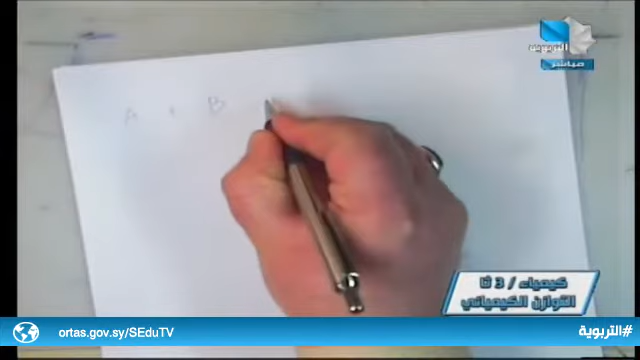 التربوية
مباشر
A + B
كيمياء / 3 ثا
التوازن الكيميائي
ortas.gov.sy/SEduTV
#التربوية